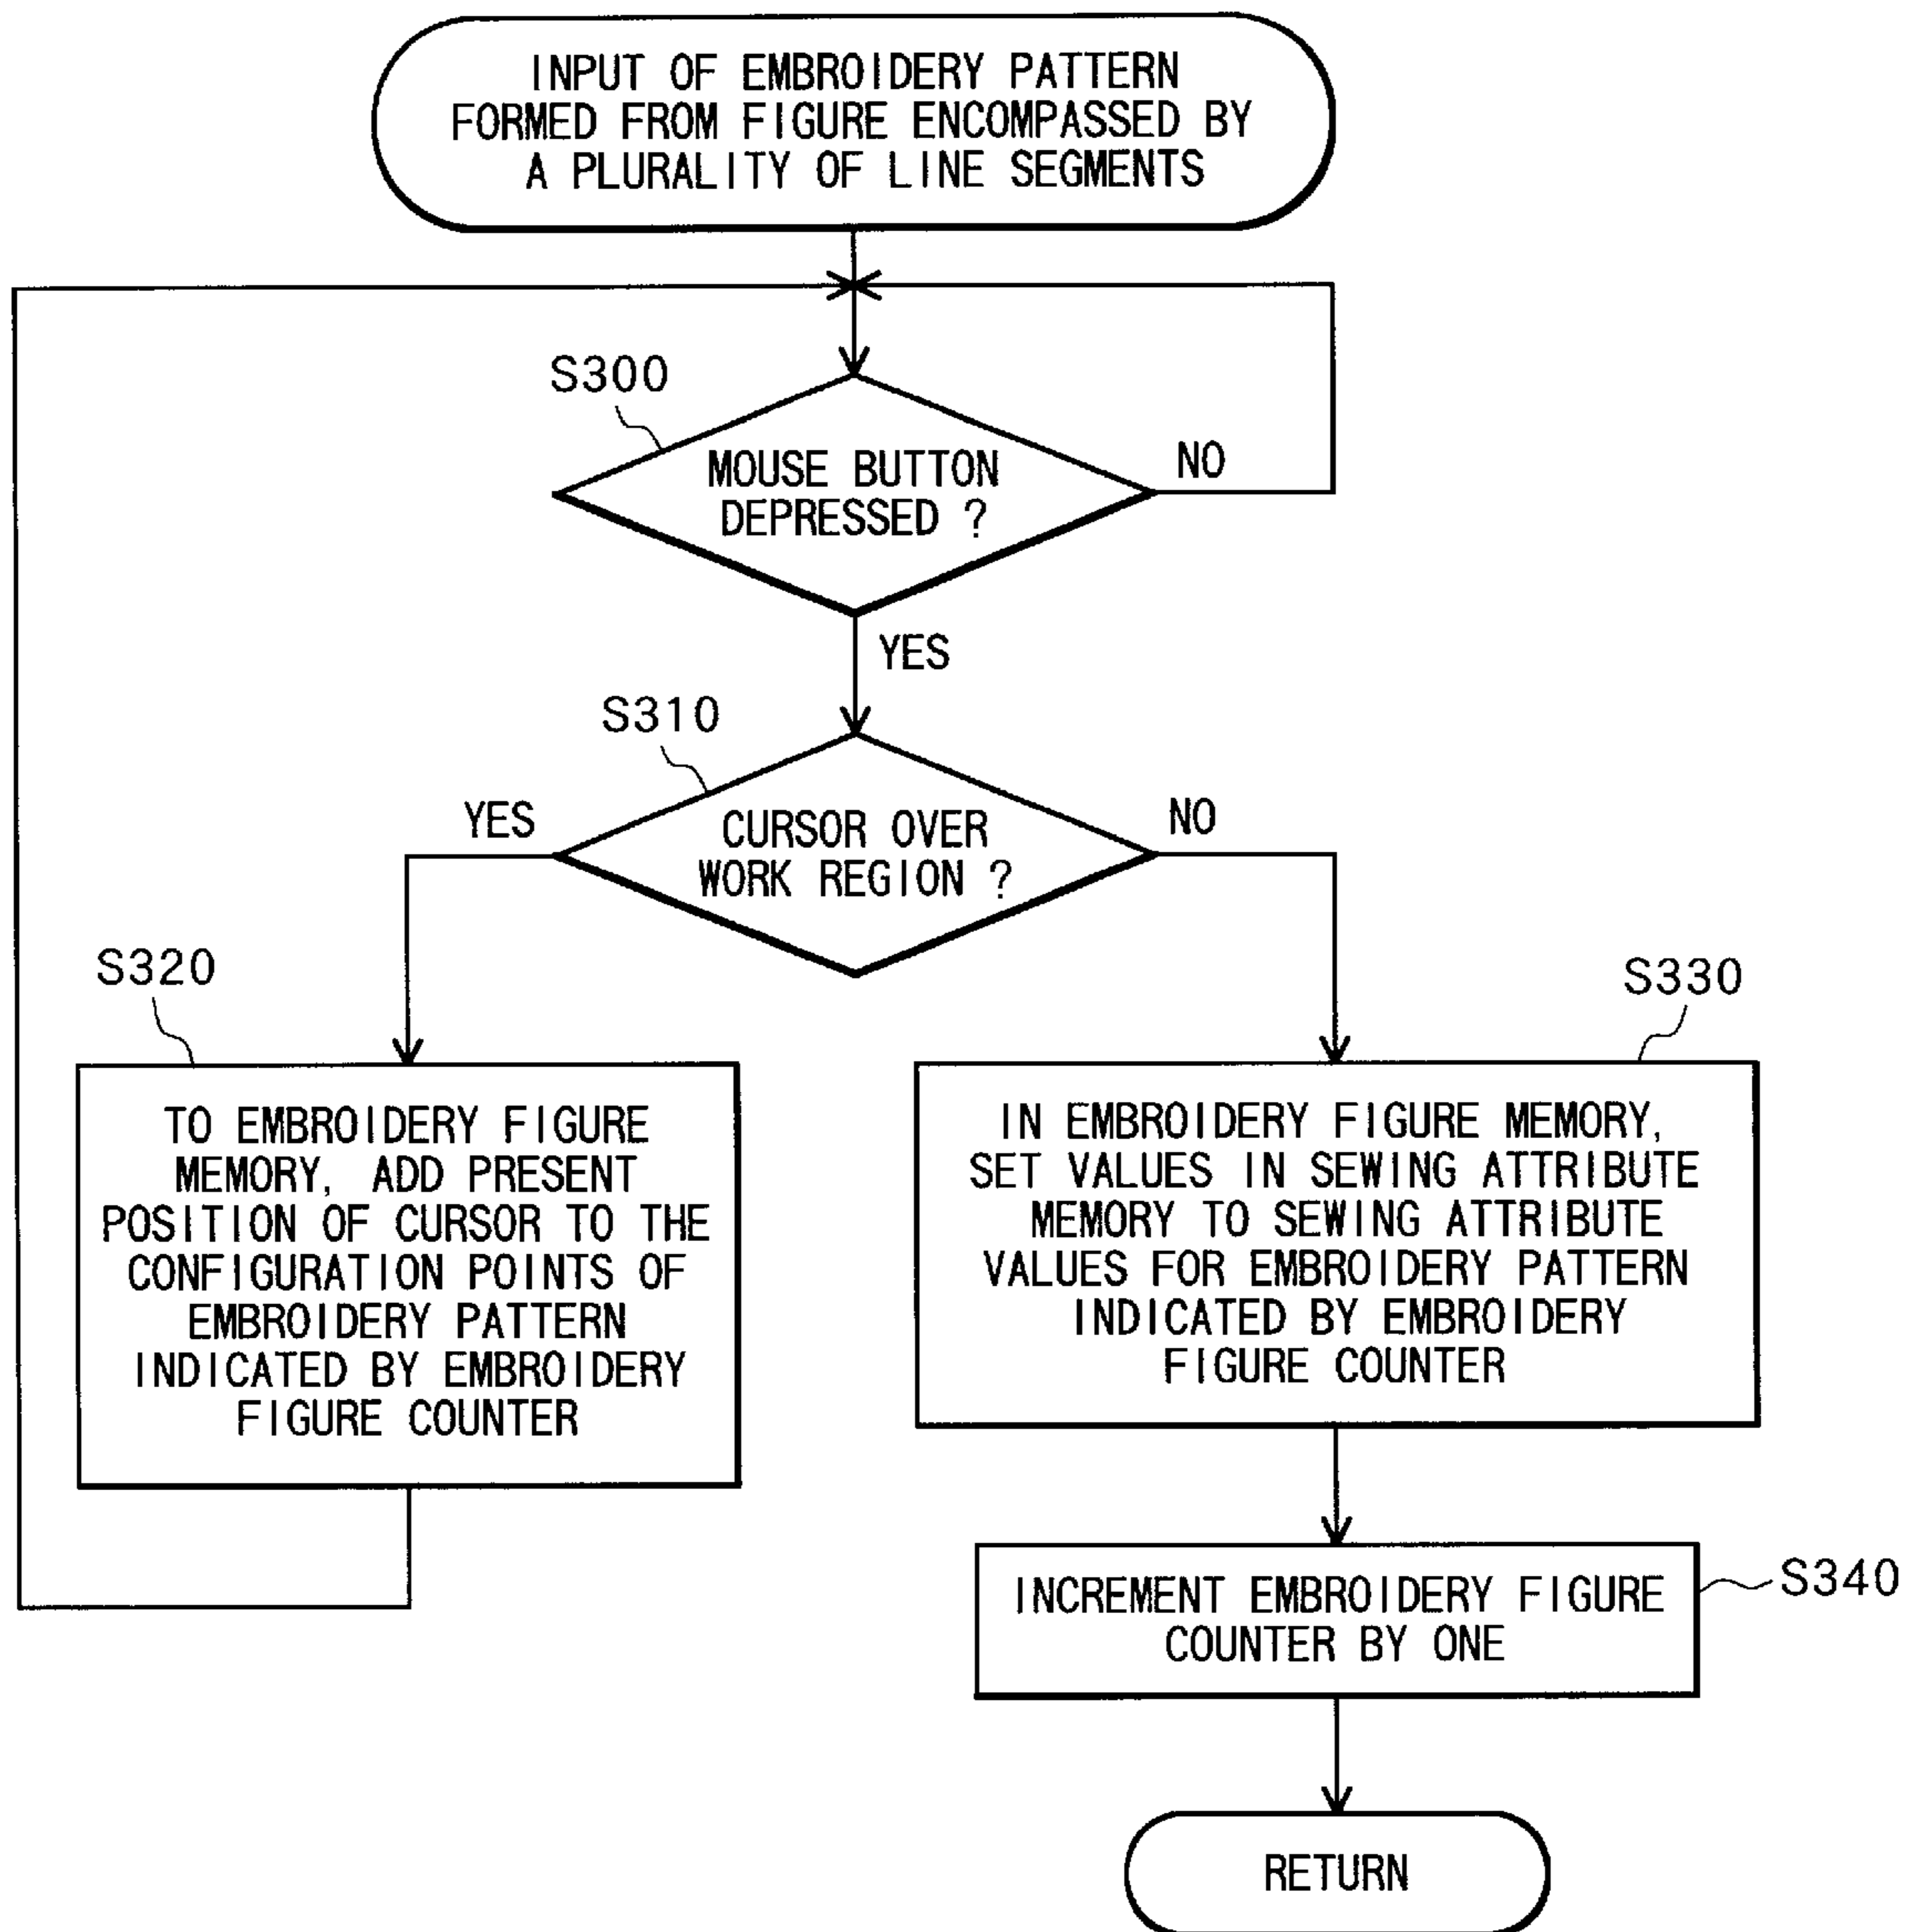 INPUT OF EMBROIDERY PATTERN
FORMED FROM FIGURE ENCOMPASSED BY
A PLURALITY OF LINE SEGMENTS
S300
MOUSE BUTTON
DEPRESSED ?
NO
YES
S310
CURSOR OVER
WORK REGION ?
YES
NO
S320
TO EMBROIDERY FIGURE
MEMORY, ADD PRESENT
POSITION OF CURSOR TO THE
CONFIGURATION POINTS OF
EMBROIDERY PATTERN
INDICATED BY EMBROIDERY
FIGURE COUNTER
S330
IN EMBROIDERY FIGURE MEMORY,
SET VALUES IN SEWING ATTRIBUTE
MEMORY TO SEWING ATTRIBUTE
VALUES FOR EMBROIDERY PATTERN
INDICATED BY EMBROIDERY
FIGURE COUNTER
INCREMENT EMBROIDERY FIGURE
COUNTER BY ONE
S340
RETURN